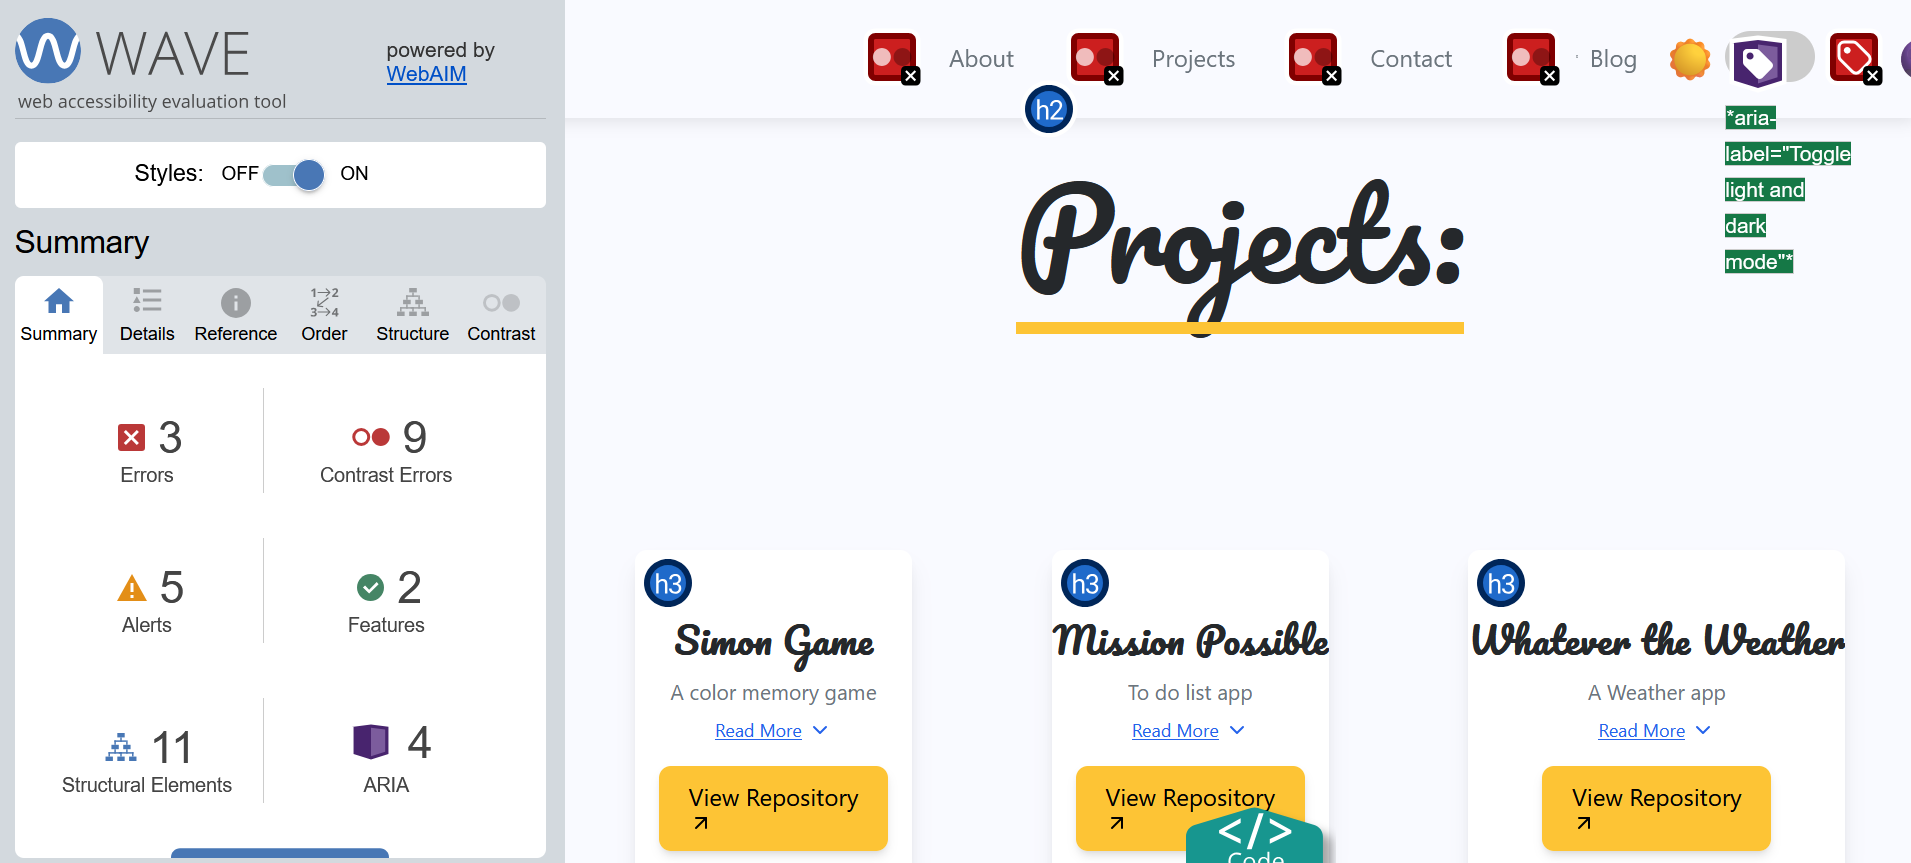 WAVE
powered by
WebAIM
web accessibility evaluation tool
Styles: OFF ON
Summary
1 2
3 4
Summary Details Reference Order Structure Contrast
3
Errors
9
Contrast Errors
5
Alerts
2
Features
11
Structural Elements
4
ARIA
About Projects Contact Blog
h2
*aria-
label="Toggle
light and
dark
mode"*
Projects:
h3
Simon Game
A color memory game
Read More
View Repository
h3
Mission Possible
To do list app
Read More
View Repository
</>
Code
h3
Whatever the Weather
A Weather app
Read More
View Repository